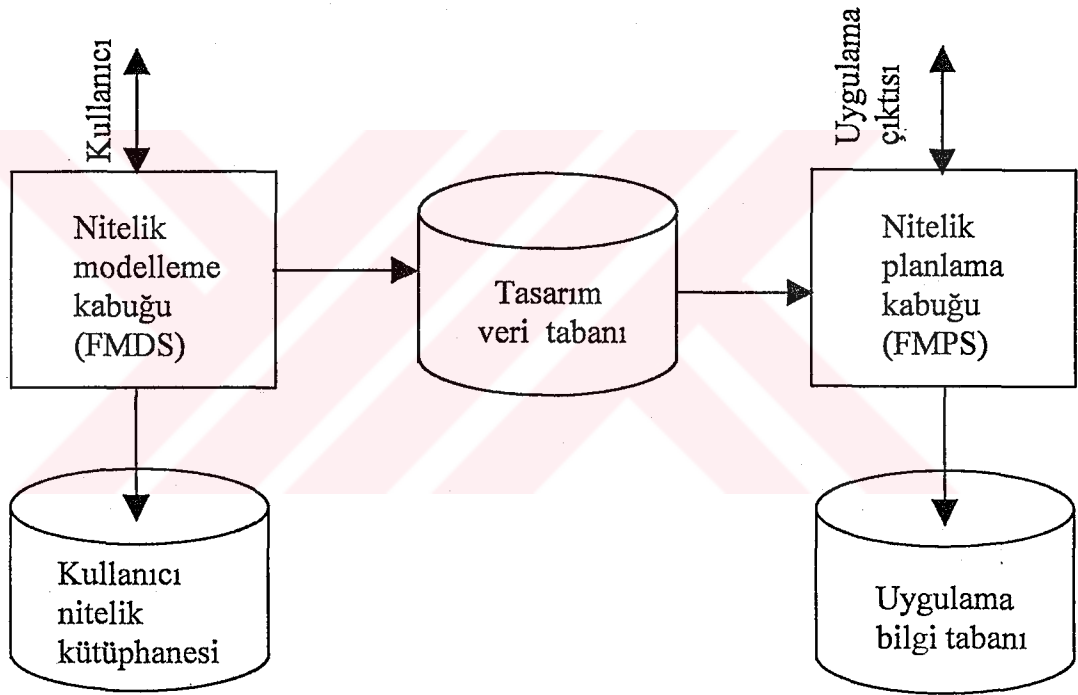 Kullanıcı
Uygulama
çıktısı
Nitelik
modelleme
kabuğu
(FMDS)
Tasarım
veri tabanı
Nitelik
planlama
kabuğu
(FMPS)
Kullanıcı
nitelik
kütüphanesi
Uygulama
bilgi tabanı